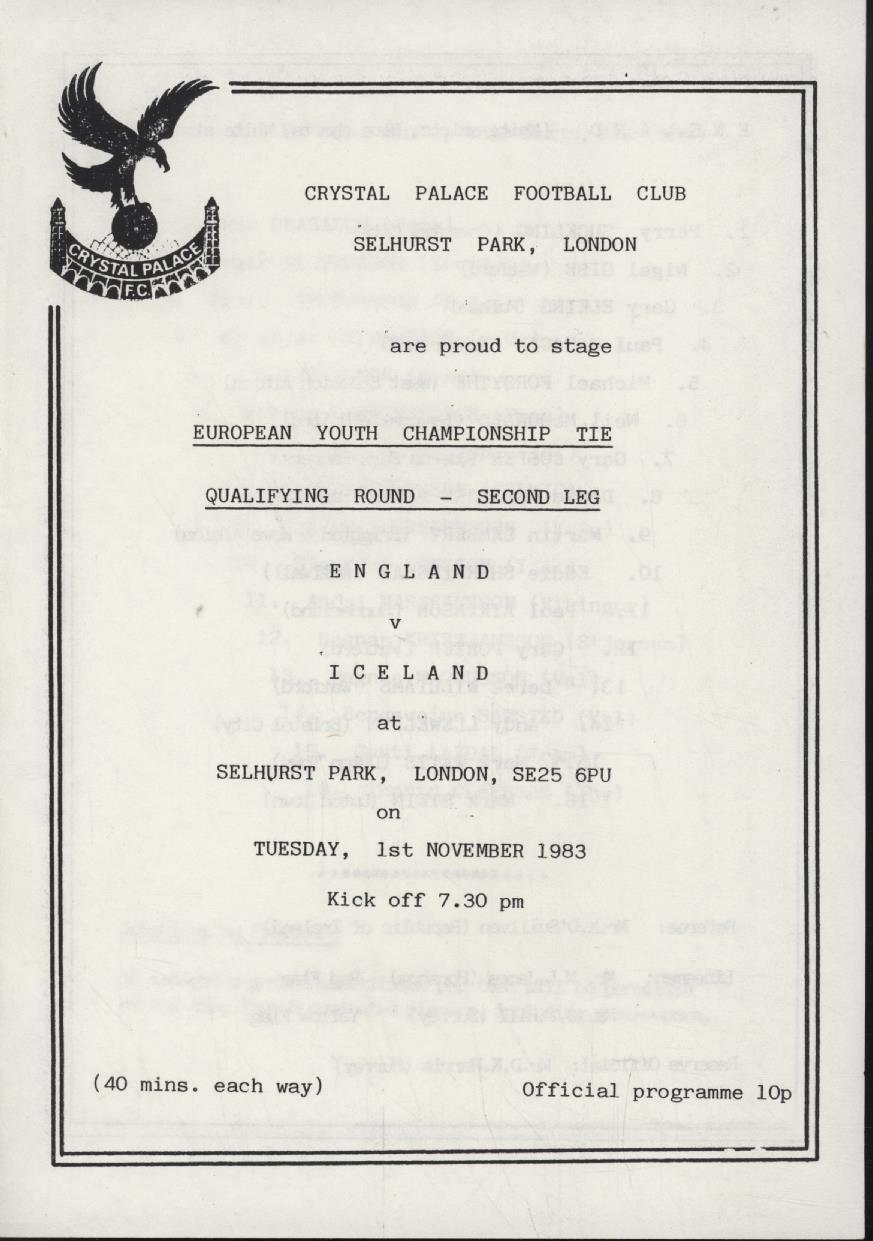 CRYSTAL PALACE
F.C.
CRYSTAL PALACE FOOTBALL CLUB
SELHURST PARK, LONDON
are proud to stage
EUROPEAN YOUTH CHAMPIONSHIP TIE
QUALIFYING ROUND - SECOND LEG
E N G L A N D
v
I C E L A N D
at
SELHURST PARK, LONDON, SE25 6PU
on
TUESDAY, 1st NOVEMBER 1983
Kick off 7.30 pm
(40 mins. each way)
Official programme 10p